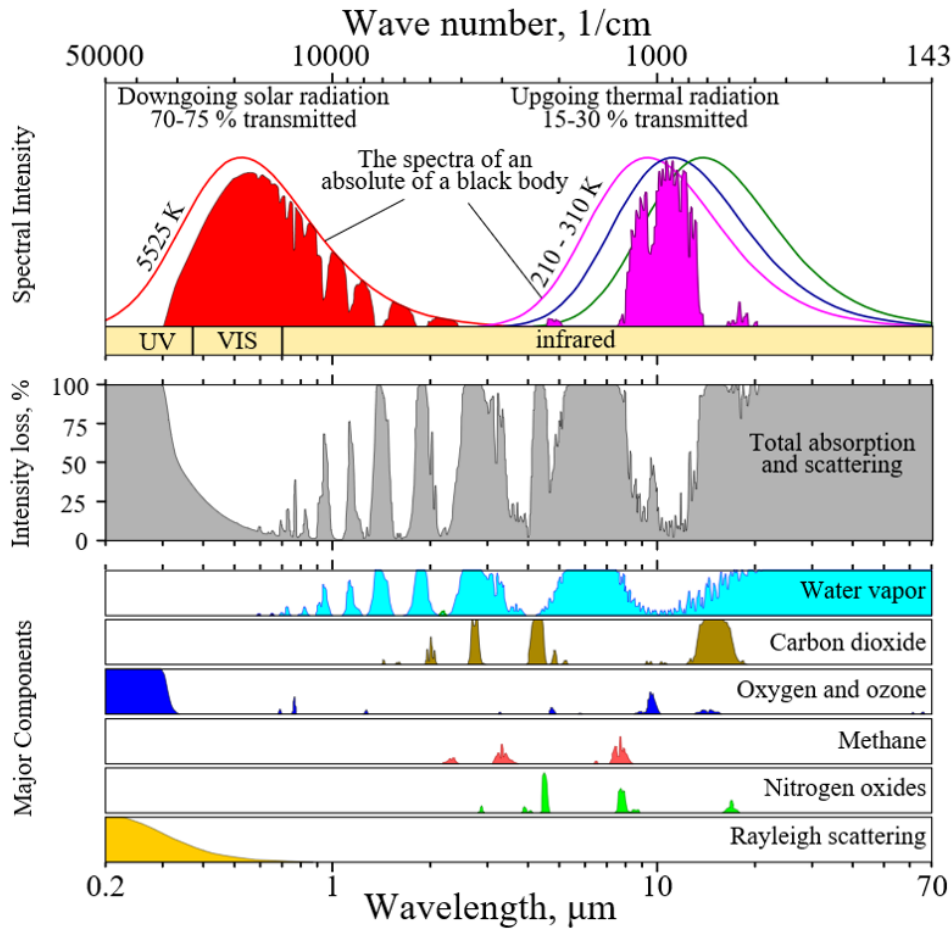 Wave number, 1/cm
50000 10000 1000 143
Downgoing solar radiation
70-75 % transmitted
Upgoing thermal radiation
15-30 % transmitted
The spectra of an
absolute of a black body
Spectral Intensity
5525 K
210 - 310 K
UV VIS infrared
Intensity loss, %
100
75
50
25
0
Total absorption
and scattering
Major Components
Water vapor
Carbon dioxide
Oxygen and ozone
Methane
Nitrogen oxides
Rayleigh scattering
0.2 1 10 70
Wavelength, μm